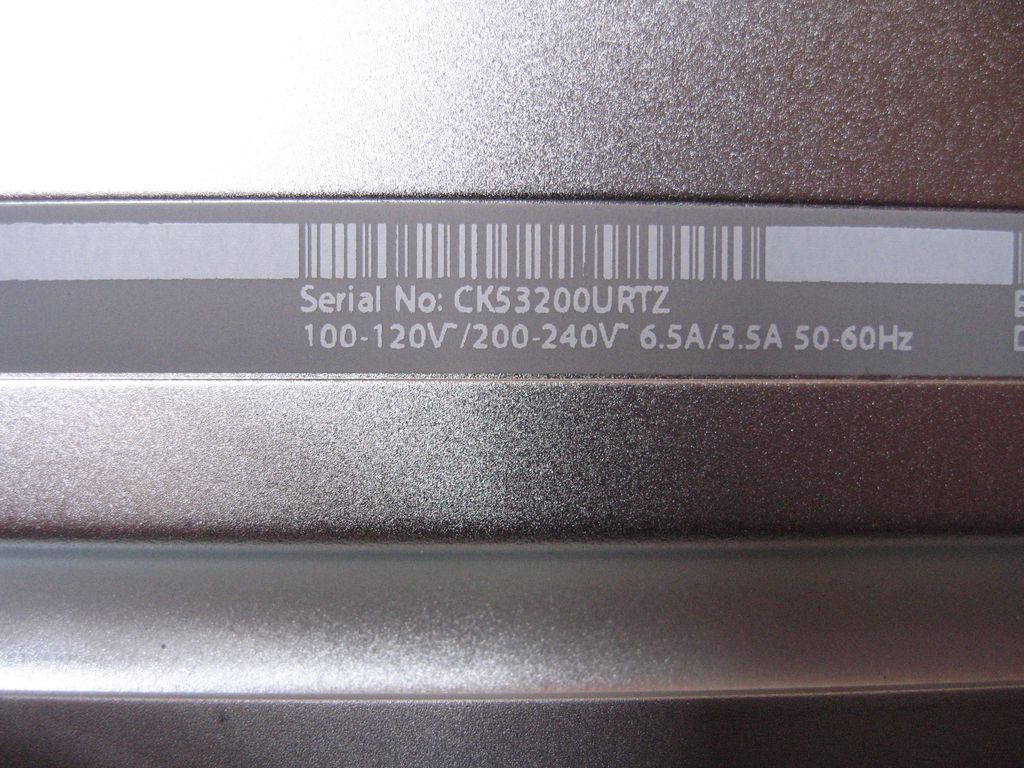 Serial No: CK53200URTZ
100-120V~/200-240V~ 6.5A/3.5A 50-60Hz